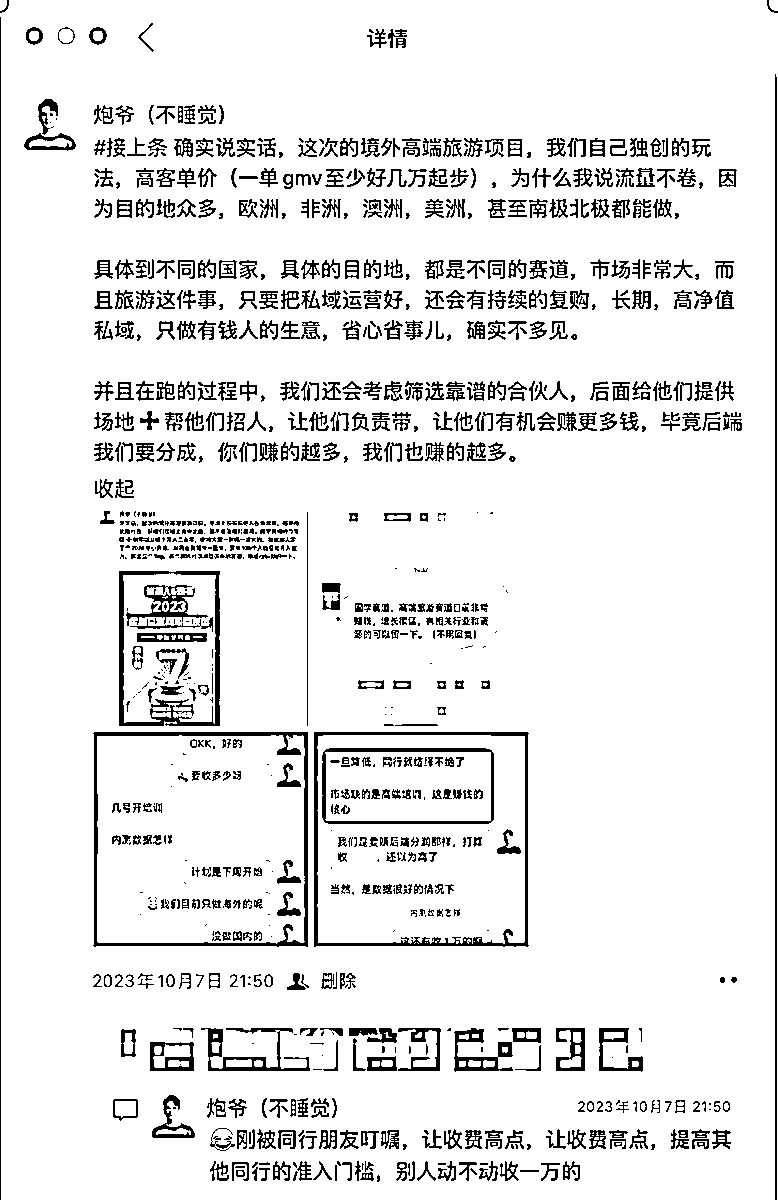 详情
炮爷（不睡觉）
#接上条 确实说实话，这次的境外高端旅游项目，我们自己独创的玩
法，高客单价（一单gmv至少好几万起步），为什么我说流量不卷，因
为目的地众多，欧洲，非洲，澳洲，美洲，甚至南极北极都能做，
具体到不同的国家，具体的目的地，都是不同的赛道，市场非常大，而
且旅游这件事，只要把私域运营好，还会有持续的复购，长期，高净值
私域，只做有钱人的生意，省心省事儿，确实不多见。
并且在跑的过程中，我们还会考虑筛选靠谱的合伙人，后面给他们提供
场地➕帮他们招人，让他们负责带，让他们有机会赚更多钱，毕竟后端
我们要分成，你们赚的越多，我们也赚的越多。
收起
2023
7
国学赛道，高端旅游赛道目前非常
赚钱，增长很猛，有相关行业和资
源的可以留一下。（不用回复）
OKK，好的
要收多少呀
几号开培训
内测数据怎样
计划是下周开始
我们目前只做海外的呢
没做国内的
一旦降低，同行就结择不绝了
市场缺的是高端培训，这是赚钱的
核心
我们是要做后端分润那样，打算
收 ，还以为高了
当然，是数据很好的情况下
内测数据怎样
这还有收1万的啊
2023年10月7日 21:50 删除
炮爷（不睡觉）
2023年10月7日 21:50
😂刚被同行朋友叮嘱，让收费高点，让收费高点，提高其
他同行的准入门槛，别人动不动收一万的